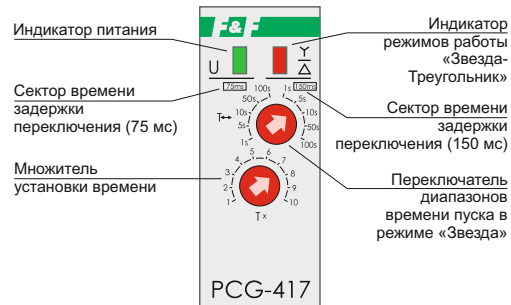 Индикатор питания
Сектор времени
задержки
переключения (75 мс)
Множитель
установки времени
F&F
U
Y
△
75ms
150ms
100s
50s
10s
5s
1s
1s
5s
10s
50s
100s
T↔
1
2
3
4
5
6
7
8
9
10
T x
PCG-417
Индикатор
режимов работы
«Звезда-
Треугольник»
Сектор времени
задержки
переключения (150 мс)
Переключатель
диапазонов
времени пуска в
режиме «Звезда»